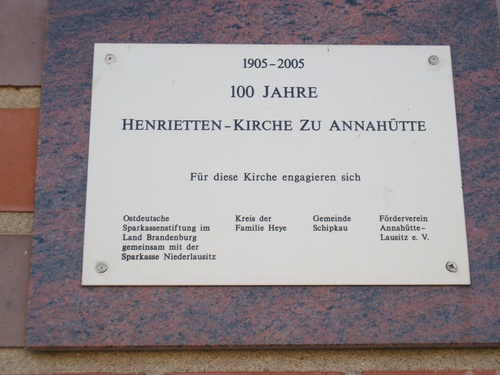 1905-2005
100 JAHRE
HENRIETTEN-KIRCHE ZU ANNAHÜTTE
Für diese Kirche engagieren sich
Ostdeutsche
Sparkassenstiftung im
Land Brandenburg
gemeinsam mit der
Sparkasse Niederlausitz
Kreis der
Familie Heye
Gemeinde
Schipkau
Förderverein
Annahütte-
Lausitz e. V.